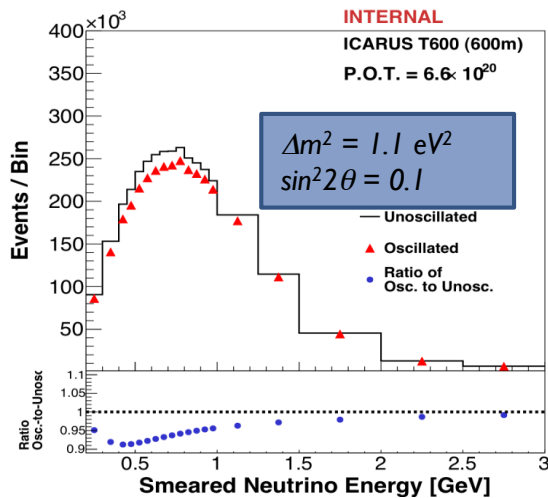 ×10³
INTERNAL
400
ICARUS T600 (600m)
P.O.T. = 6.6× 10²⁰
350
300
Δm² = 1.1 eV²
sin²2θ = 0.1
250
Unoscillated
200
Oscillated
150
Ratio of
Osc. to Unosc.
100
50
Events / Bin
1.1
1.05
1
0.95
0.9
Ratio
Osc.-to-Unosc
0.5 1 1.5 2 2.5 3
Smeared Neutrino Energy [GeV]